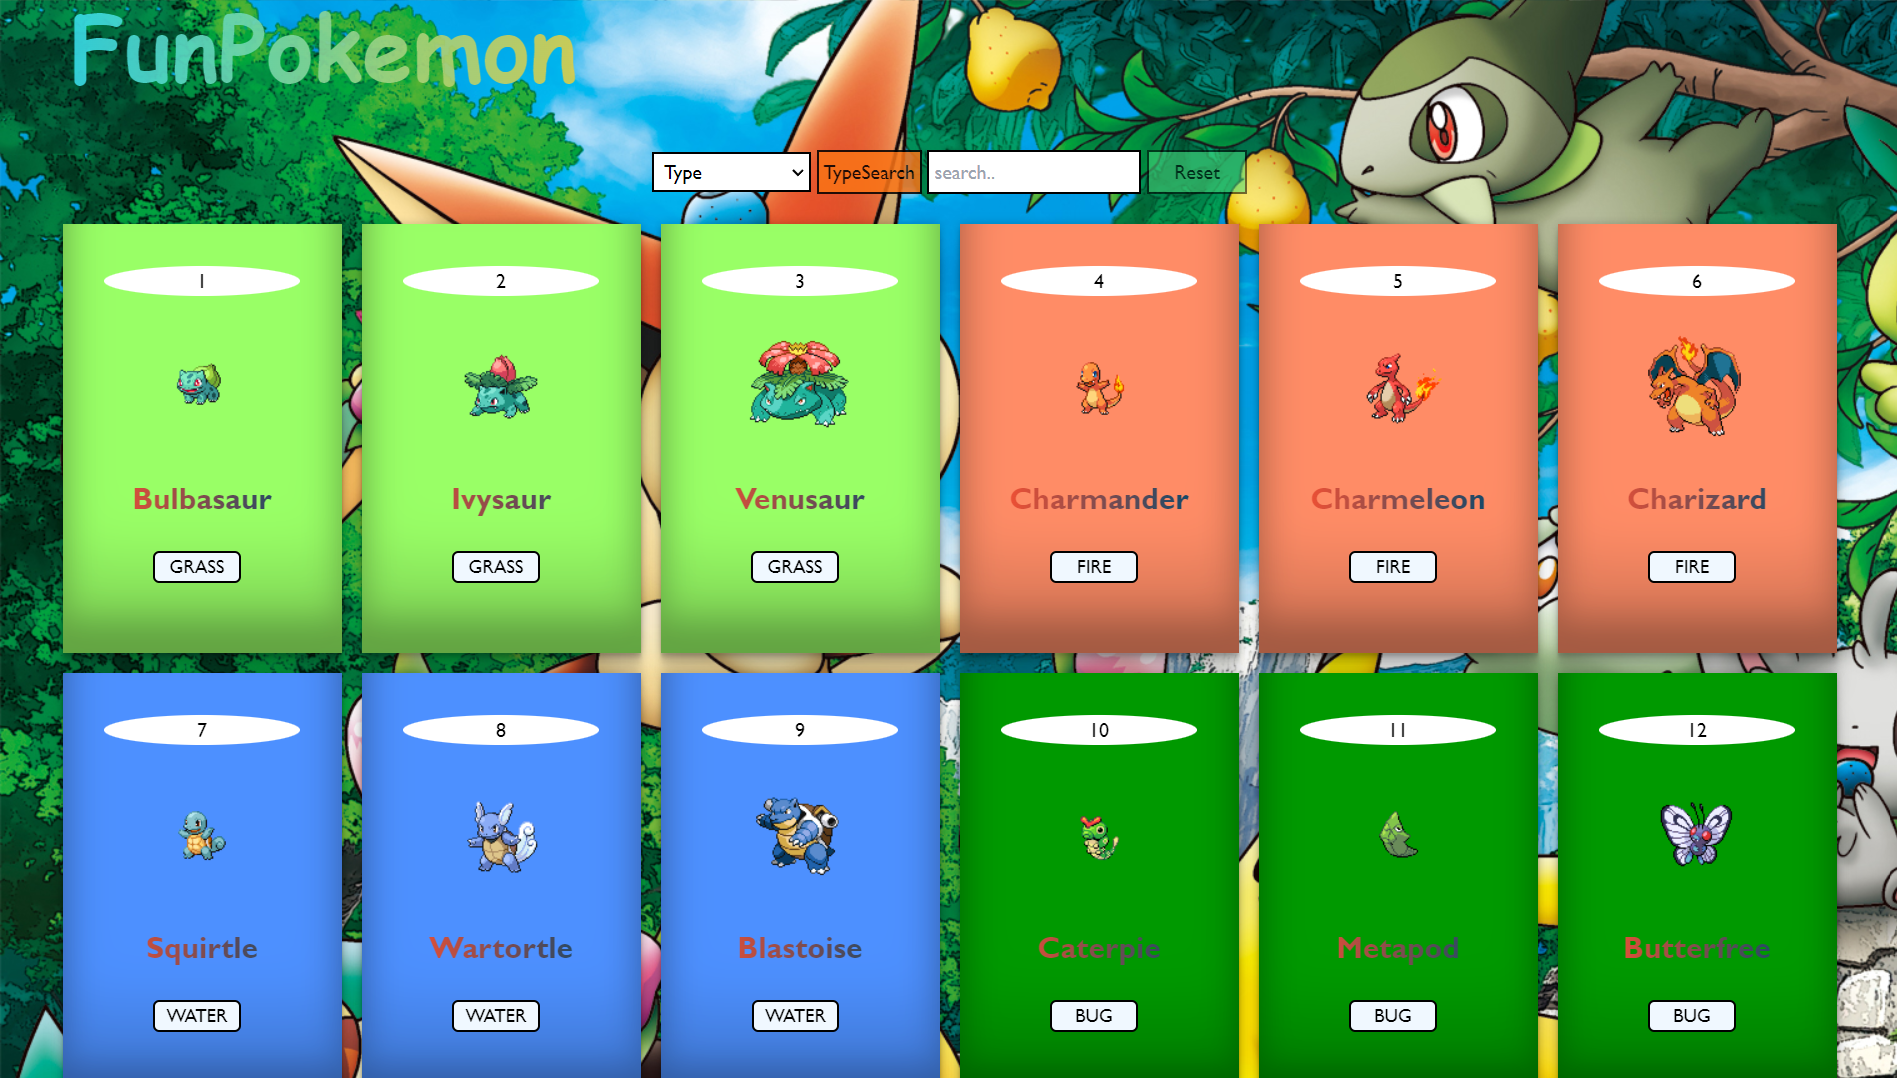 FunPokemon
Type TypeSearch search.. Reset
1 2 3 4 5 6
Bulbasaur Ivysaur Venusaur Charmander Charmeleon Charizard
GRASS GRASS GRASS FIRE FIRE FIRE
7 8 9 10 11 12
Squirtle Wartortle Blastoise Caterpie Metapod Butterfree
WATER WATER WATER BUG BUG BUG